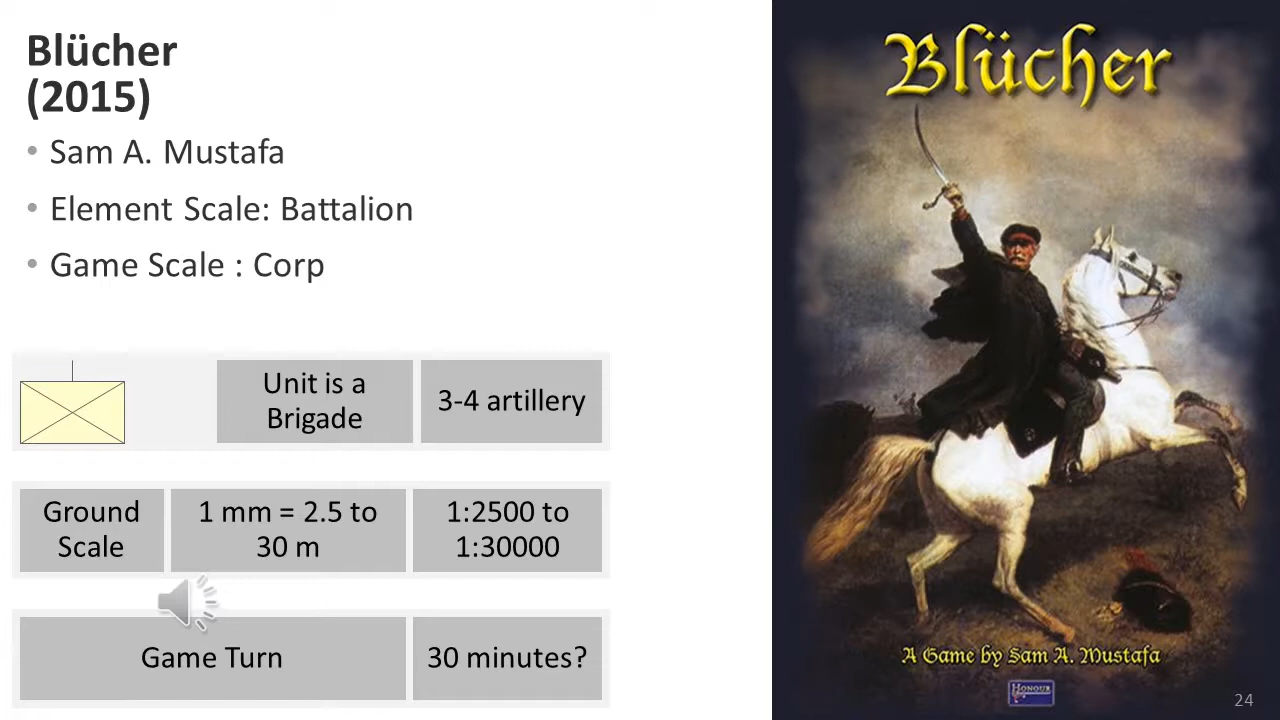 Blücher
(2015)
• Sam A. Mustafa
• Element Scale: Battalion
• Game Scale : Corp
Unit is a
Brigade
3-4 artillery
Ground
Scale
1 mm = 2.5 to
30 m
1:2500 to
1:30000
Game Turn
30 minutes?
Blücher
A Game by Sam A. Mustafa
HONOUR
24